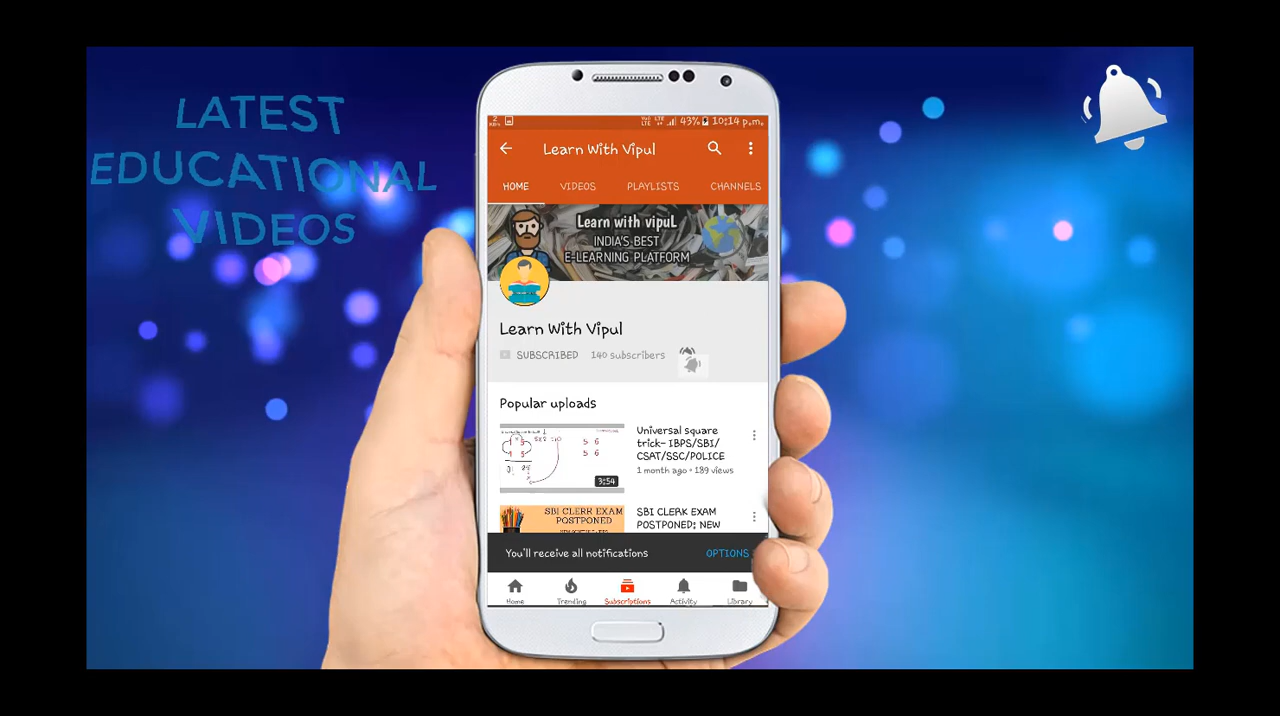 LATEST
EDUCATIONAL
VIDEOS
43% 10:14 p.m.
Learn With Vipul
HOME VIDEOS PLAYLISTS CHANNELS
Learn with vipuL
INDIA'S BEST
E-LEARNING PLATFORM
Learn With Vipul
SUBSCRIBED 140 subscribers
Popular uploads
Universal square
trick- IBPS/SBI/
CSAT/SSC/POLICE
1 month ago • 189 views
3:54
SBI CLERK EXAM
POSTPONED
SBI CLERK EXAM
POSTPONED; NEW
You'll receive all notifications OPTIONS
Home Trending Subscriptions Activity Library